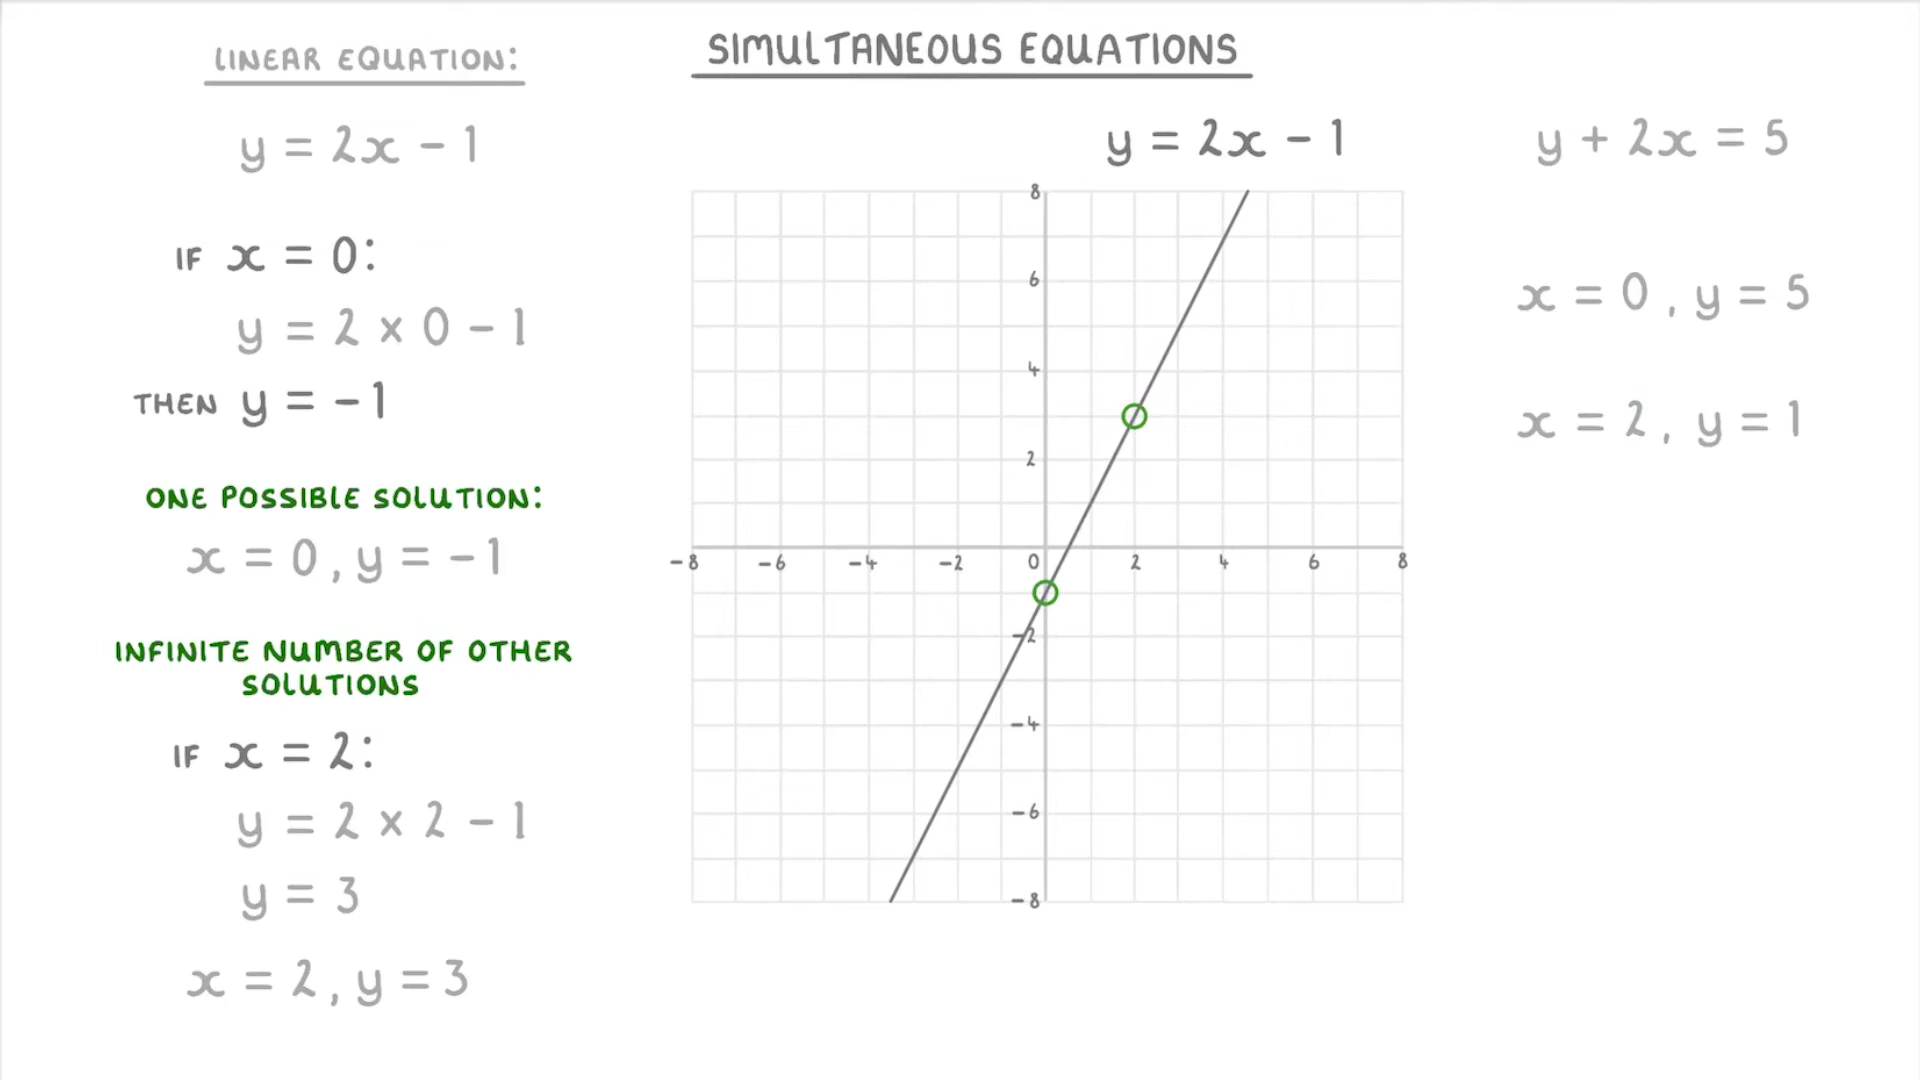 SIMULTANEOUS EQUATIONS
LINEAR EQUATION:
y = 2x - 1
IF x = 0:
y = 2 × 0 - 1
THEN y = -1
ONE POSSIBLE SOLUTION:
x = 0, y = -1
INFINITE NUMBER OF OTHER
SOLUTIONS
IF x = 2:
y = 2 × 2 - 1
y = 3
x = 2, y = 3
y = 2x - 1
8
6
4
2
-8 -6 -4 -2 0 2 4 6 8
-2
-4
-6
-8
y + 2x = 5
x = 0, y = 5
x = 2, y = 1